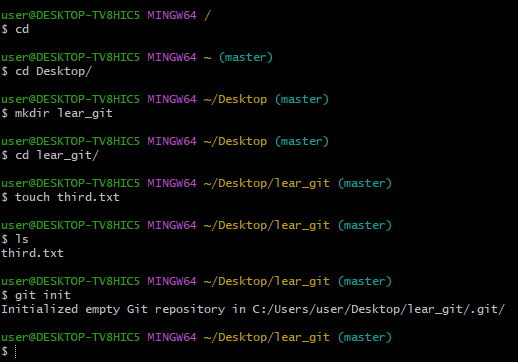 user@DESKTOP-TV8HIC5 MINGW64 /
$ cd
user@DESKTOP-TV8HIC5 MINGW64 ~ (master)
$ cd Desktop/
user@DESKTOP-TV8HIC5 MINGW64 ~/Desktop (master)
$ mkdir lear_git
user@DESKTOP-TV8HIC5 MINGW64 ~/Desktop (master)
$ cd lear_git/
user@DESKTOP-TV8HIC5 MINGW64 ~/Desktop/lear_git (master)
$ touch third.txt
user@DESKTOP-TV8HIC5 MINGW64 ~/Desktop/lear_git (master)
$ ls
third.txt
user@DESKTOP-TV8HIC5 MINGW64 ~/Desktop/lear_git (master)
$ git init
Initialized empty Git repository in C:/Users/user/Desktop/lear_git/.git/
user@DESKTOP-TV8HIC5 MINGW64 ~/Desktop/lear_git (master)
$